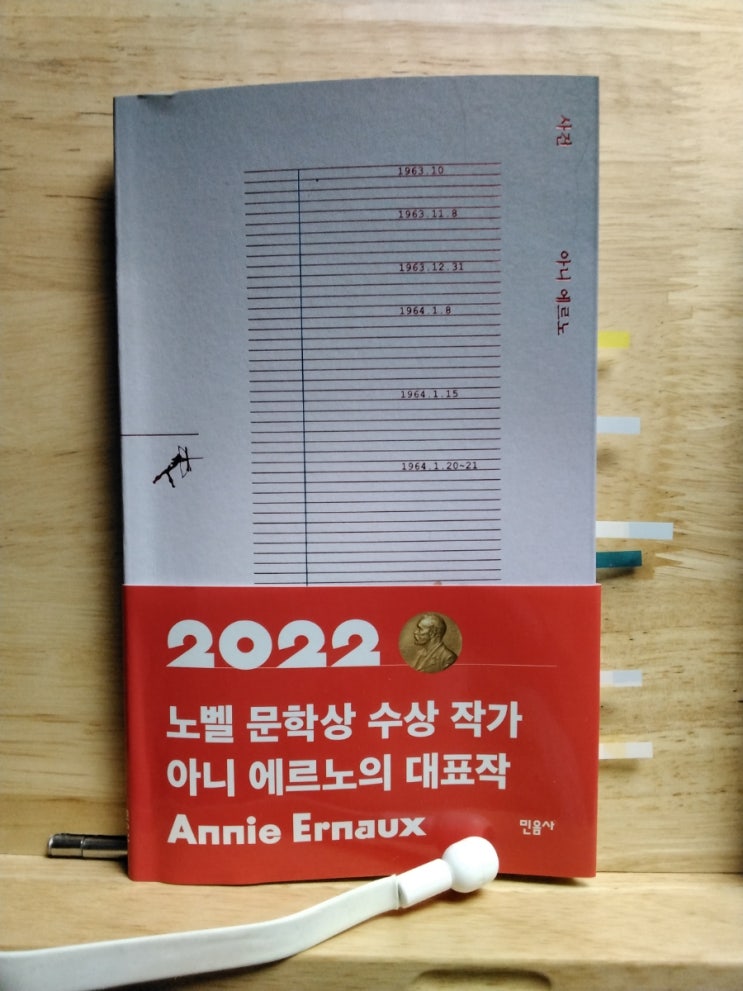 사건
아니 에르노
1963.10
1963.11.8
1963.12.31
1964.1.8
1964.1.15
1964.1.20~21
2022
노벨 문학상 수상 작가
아니 에르노의 대표작
Annie Ernaux
민음사